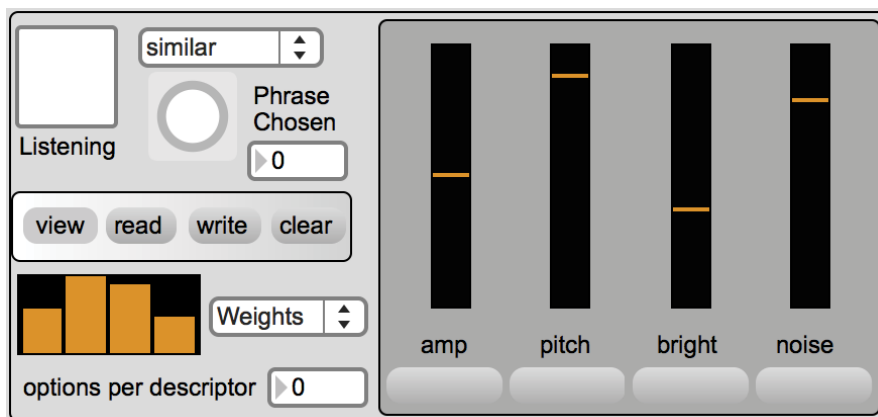 similar
Phrase
Chosen
Listening
0
view read write clear
Weights
options per descriptor 0
amp pitch bright noise